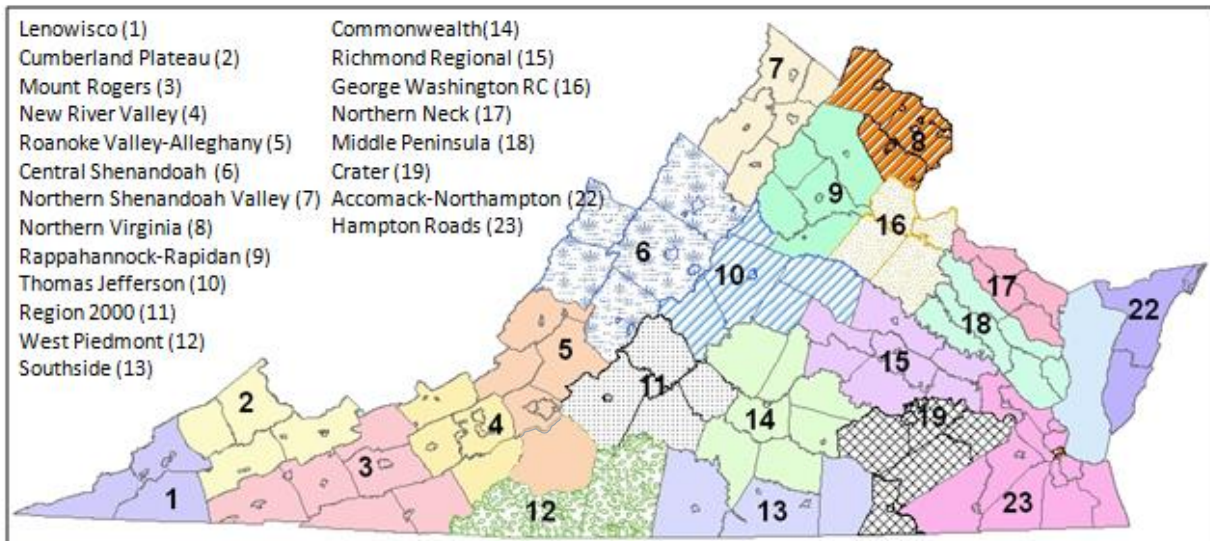 Lenowisco (1)
Cumberland Plateau (2)
Mount Rogers (3)
New River Valley (4)
Roanoke Valley-Alleghany (5)
Central Shenandoah (6)
Northern Shenandoah Valley (7)
Northern Virginia (8)
Rappahannock-Rapidan (9)
Thomas Jefferson (10)
Region 2000 (11)
West Piedmont (12)
Southside (13)
Commonwealth(14)
Richmond Regional (15)
George Washington RC (16)
Northern Neck (17)
Middle Peninsula (18)
Crater (19)
Accomack-Northampton (22)
Hampton Roads (23)
7
8
9
16
6
10
17
22
18
5
15
11
2
14
19
4
3
1
12
13
23